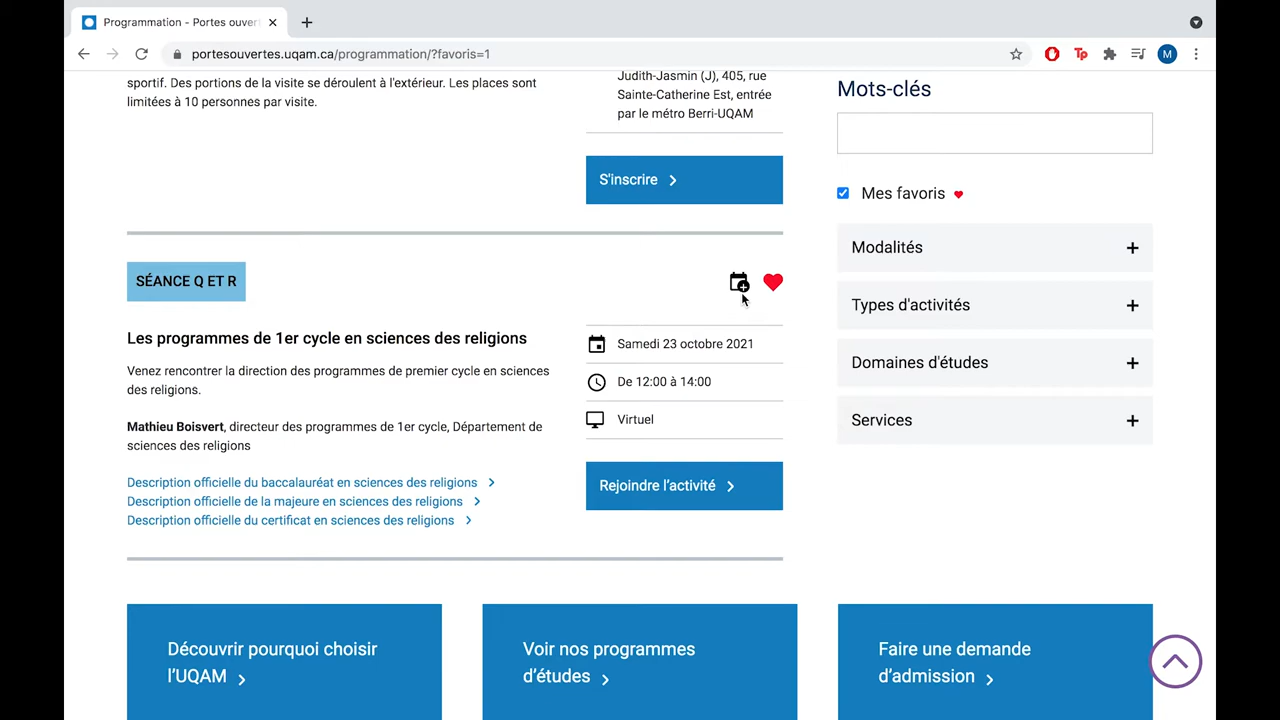 Programmation - Portes ouver
portesouvertes.uqam.ca/programmation/?favoris=1
Tp
M
sportif. Des portions de la visite se déroulent à l'extérieur. Les places sont
limitées à 10 personnes par visite.
Judith-Jasmin (J), 405, rue
Sainte-Catherine Est, entrée
par le métro Berri-UQAM
S'inscrire
SÉANCE Q ET R
Les programmes de 1er cycle en sciences des religions
Venez rencontrer la direction des programmes de premier cycle en sciences
des religions.
Mathieu Boisvert, directeur des programmes de 1er cycle, Département de
sciences des religions
Description officielle du baccalauréat en sciences des religions
Description officielle de la majeure en sciences des religions
Description officielle du certificat en sciences des religions
Samedi 23 octobre 2021
De 12:00 à 14:00
Virtuel
Rejoindre l’activité
Mots-clés
Mes favoris
Modalités
Types d'activités
Domaines d'études
Services
Découvrir pourquoi choisir
l’UQAM
Voir nos programmes
d’études
Faire une demande
d’admission